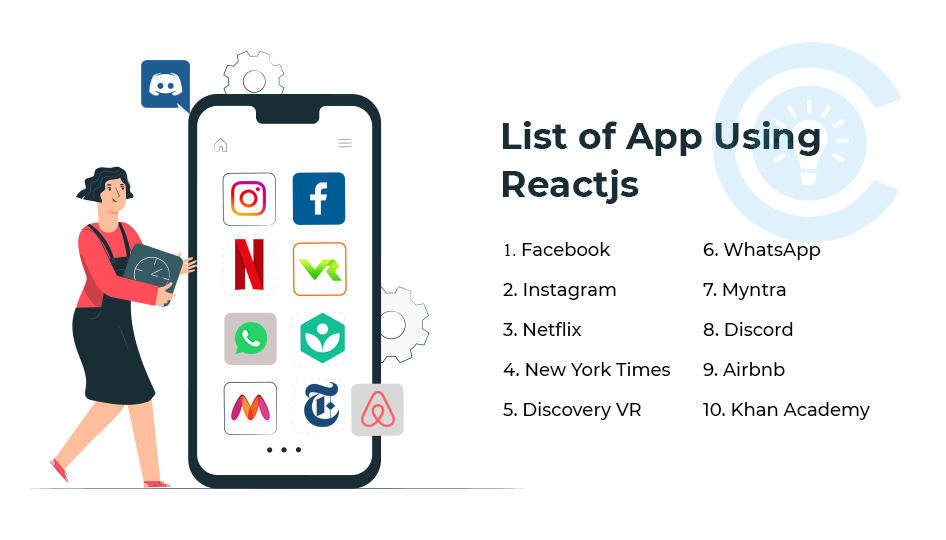 List of App Using
Reactjs
1. Facebook
2. Instagram
3. Netflix
4. New York Times
5. Discovery VR
6. WhatsApp
7. Myntra
8. Discord
9. Airbnb
10. Khan Academy
f
N
VR
M
T